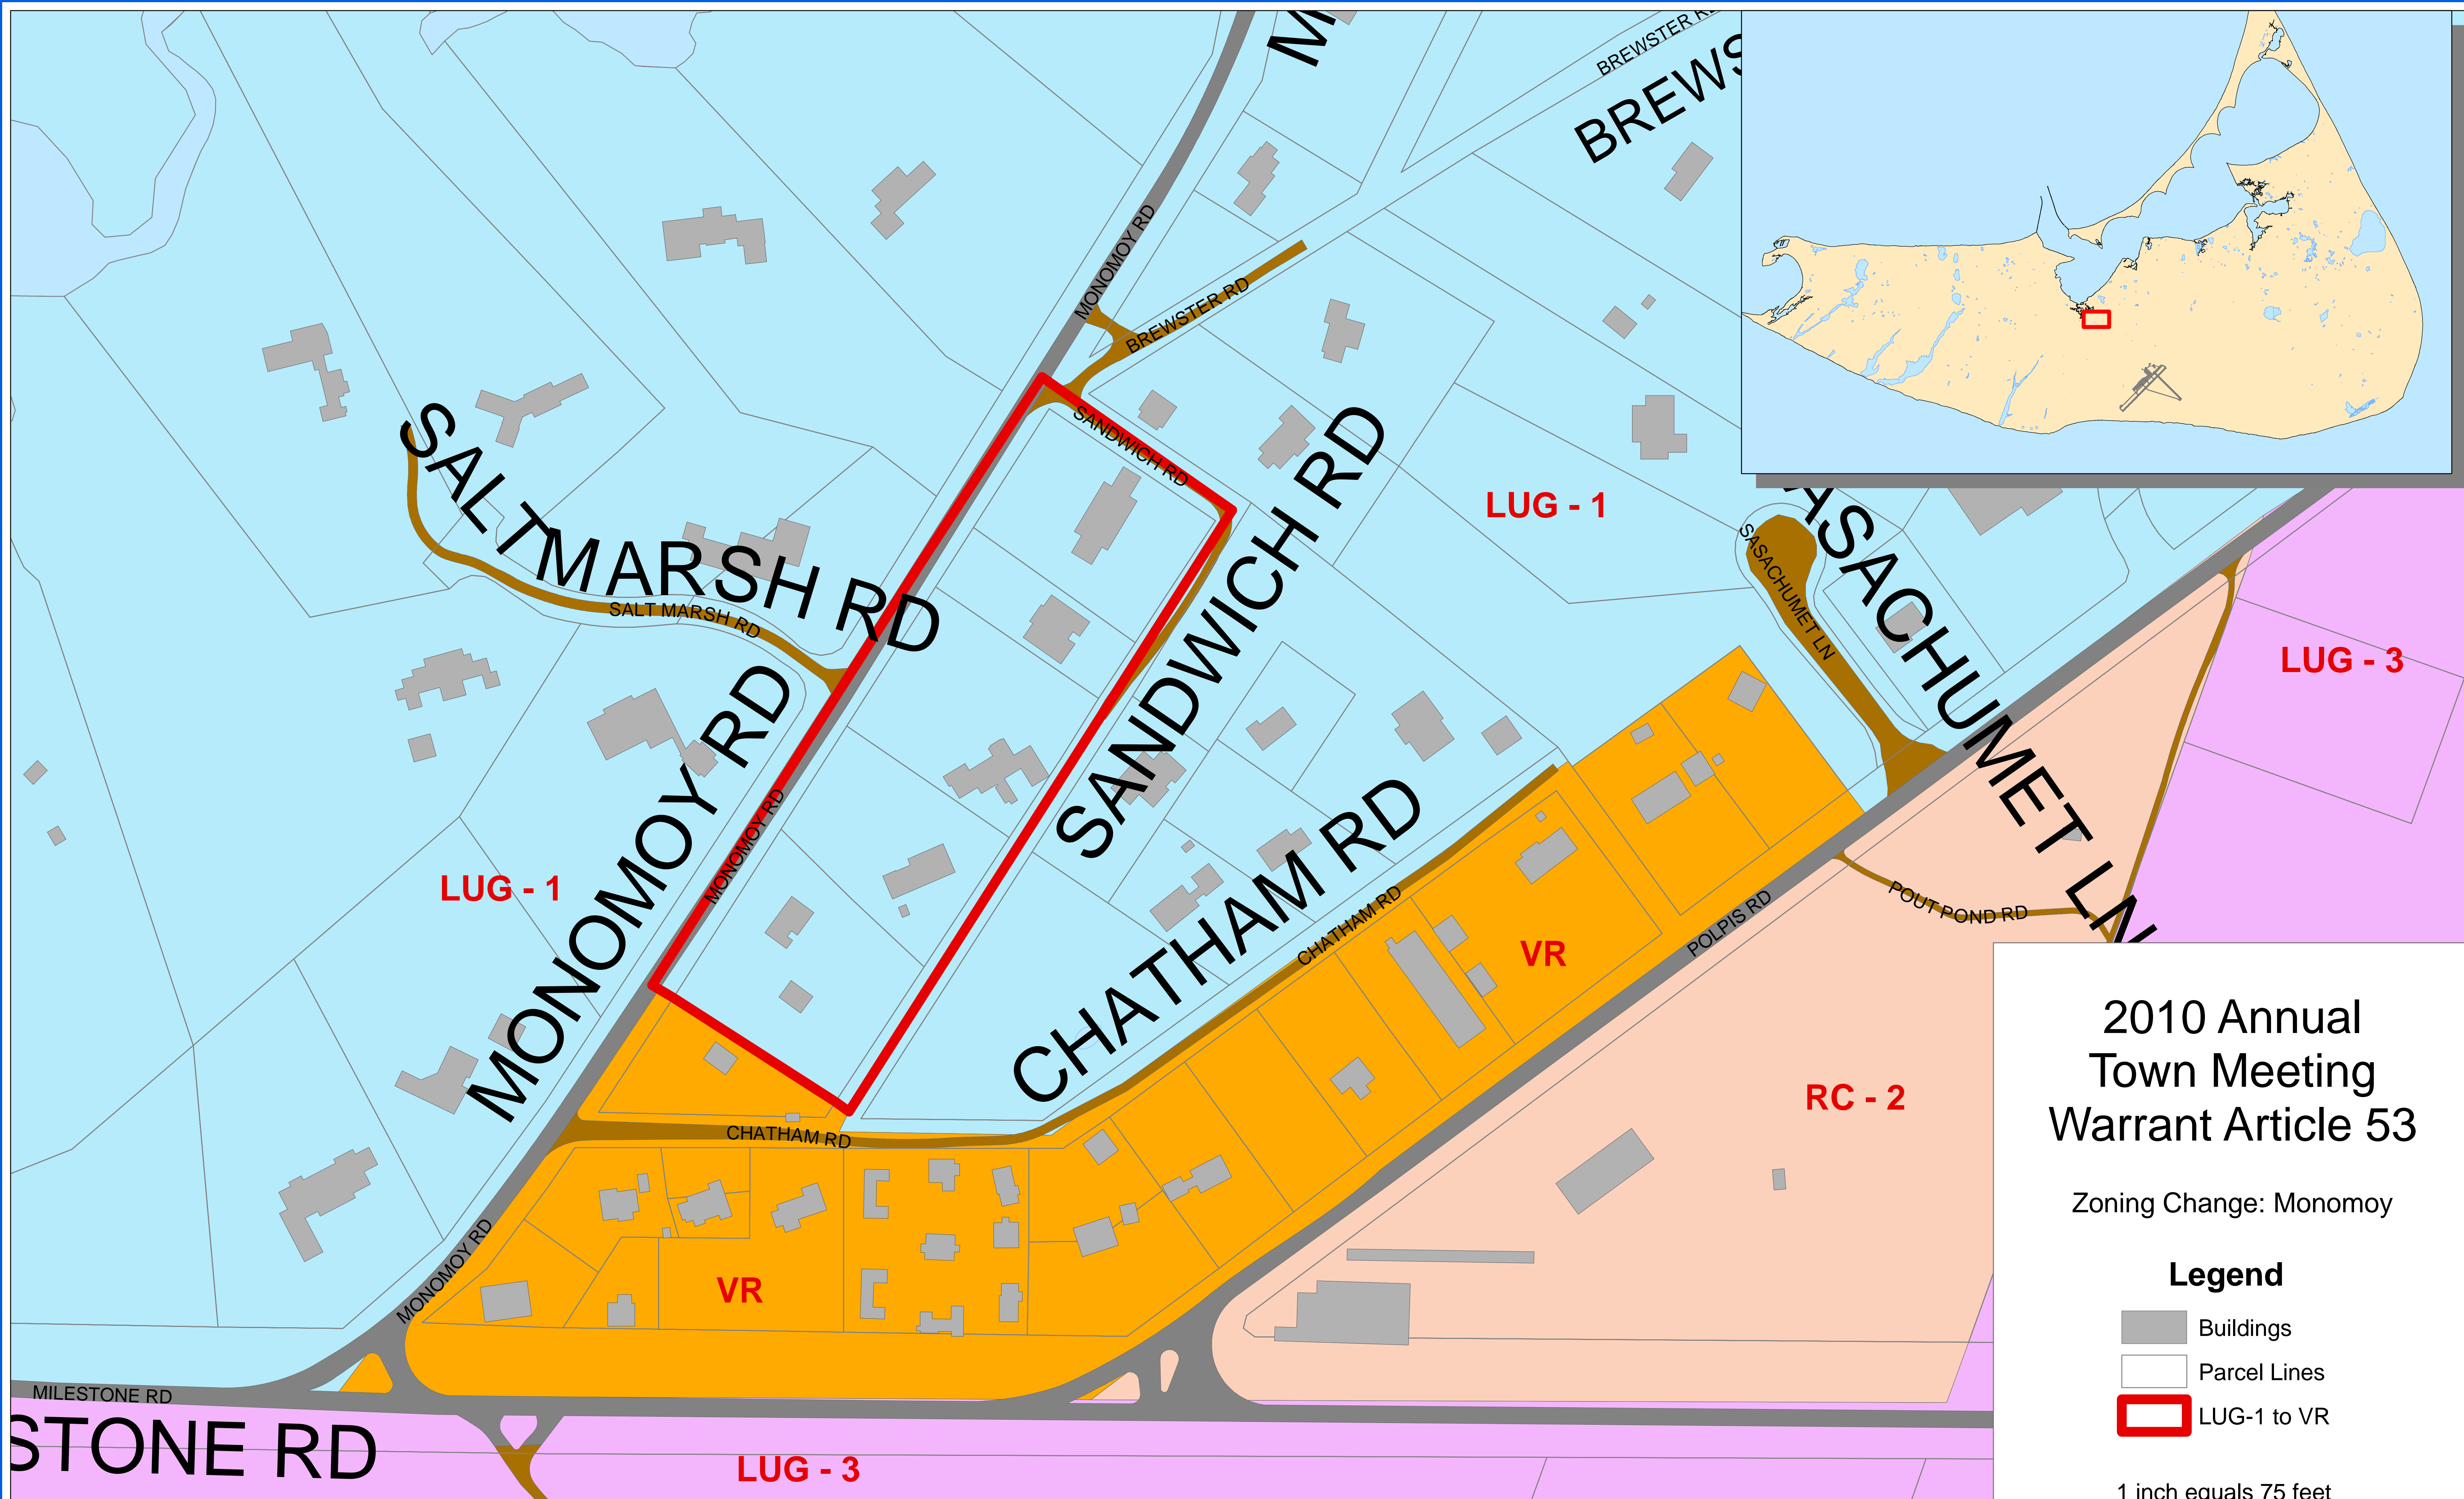 BREWSTER RD
MONOMOY RD
BREWSTER RD
SANDWICH RD
SALTMARSH RD
SALT MARSH RD
SANDWICH RD
LUG - 1
SASACHUMET LN
LUG - 3
MONOMOY RD
MONOMOY RD
LUG - 1
CHATHAM RD
CHATHAM RD
VR
POLPIS RD
POUT POND RD
RC - 2
CHATHAM RD
VR
MONOMOY RD
MILESTONE RD
STONE RD
LUG - 3
ASACHUMET LN
2010 Annual
Town Meeting
Warrant Article 53
Zoning Change: Monomoy
Legend
Buildings
Parcel Lines
LUG-1 to VR
1 inch equals 75 feet